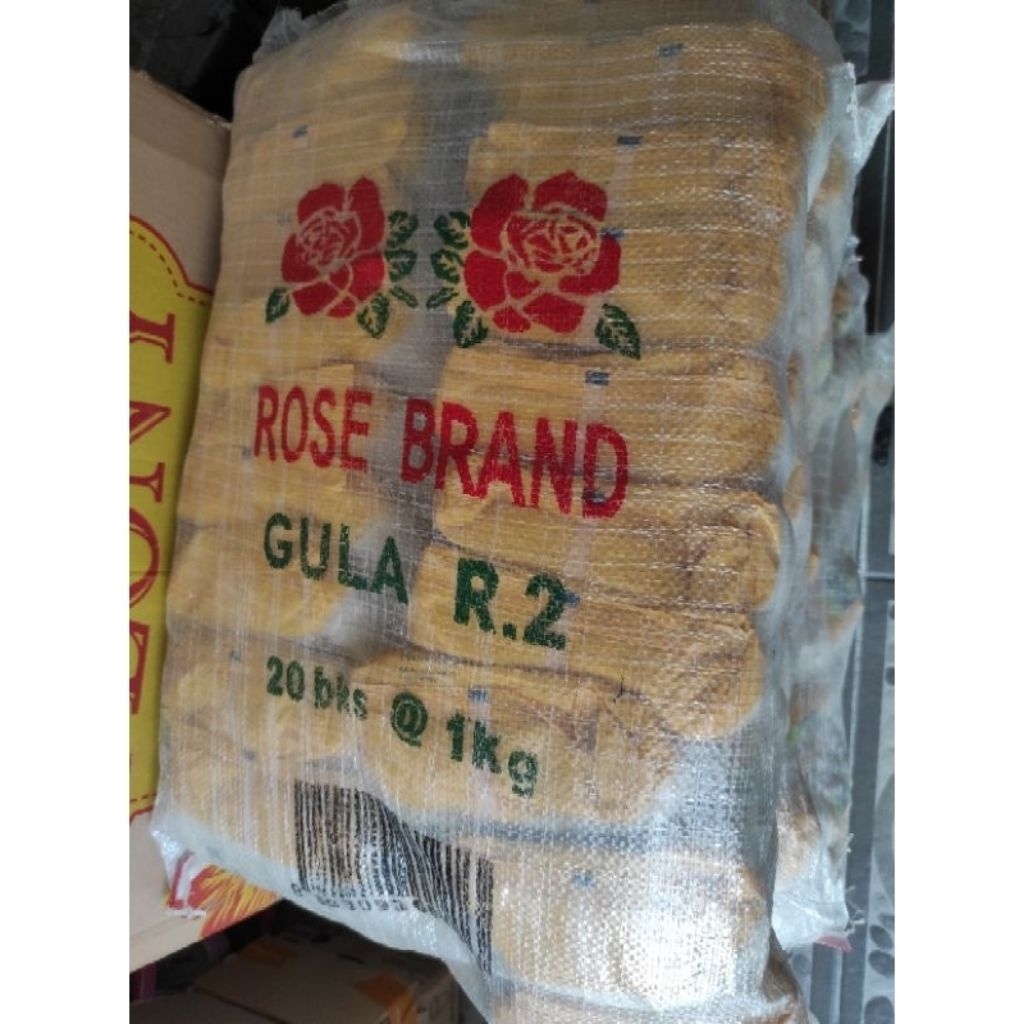 ROSE BRAND
GULA R.2
20 bks @ 1kg